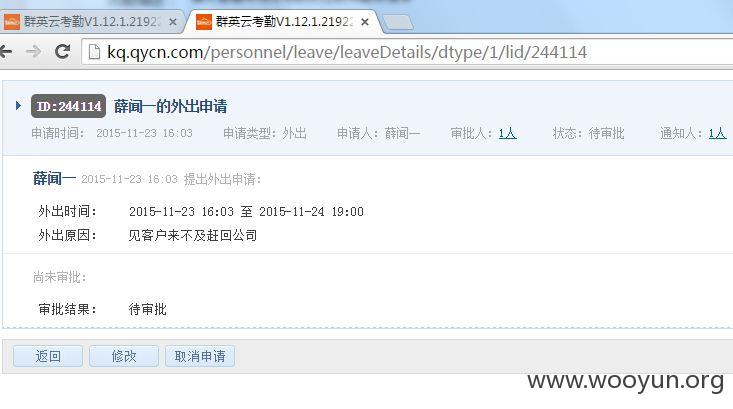 群英云考勤V1.12.1.2192 群英云考勤V1.12.1.2192
kq.qycn.com/personnel/leave/leaveDetails/dtype/1/lid/244114
ID:244114 薛闻一的外出申请
申请时间： 2015-11-23 16:03 申请类型：外出 申请人：薛闻一 审批人：1人 状态：待审批 通知人：1人
薛闻一 2015-11-23 16:03 提出外出申请：
外出时间： 2015-11-23 16:03 至 2015-11-24 19:00
外出原因： 见客户来不及赶回公司
尚未审批：
审批结果： 待审批
返回 修改 取消申请
www.wooyun.org